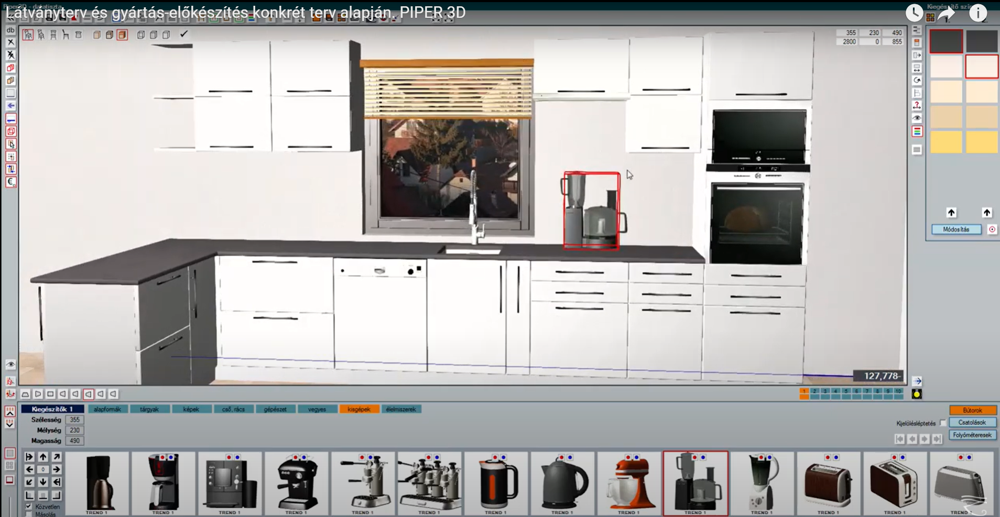 Piper3D - datatiszta
Látványterv és gyártás-előkészítés konkrét terv alapján. PIPER 3D
Kiegészítő
db
355 230 490
2800 0 855
€
Módosítás
127,778-
1 2 3 4 5 6 7 8 9 10
Kiegészítők 1 alapformák tárgyak képek cső, rács gépészet vegyes kisgépek élelmiszerek
Szélesség 355
Mélység 230
Magasság 490
Bútorok
Kijelölésléptetés Csatolások
Folyóméteresek
Közvetlen
Másolás
TREND 1 TREND 1 TREND 1 TREND 1 TREND 1 TREND 1 TREND 1 TREND 1 TREND 1 TREND 1 TREND 1 TREND 1 TREND 1 TREND